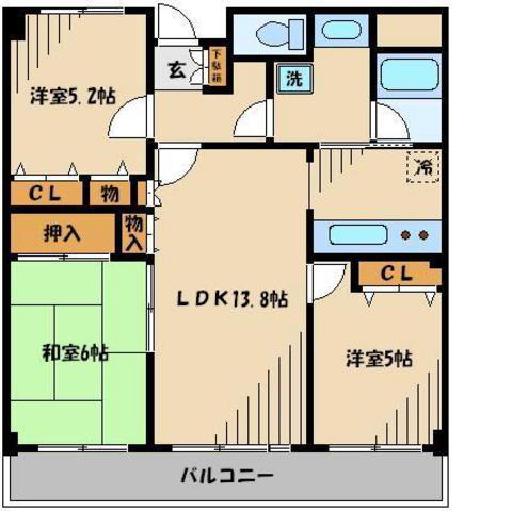 洋室5.2帖
玄
下駄箱
洗
冷
CL
物
押入
物入
LDK13.8帖
CL
和室6帖
洋室5帖
バルコニー